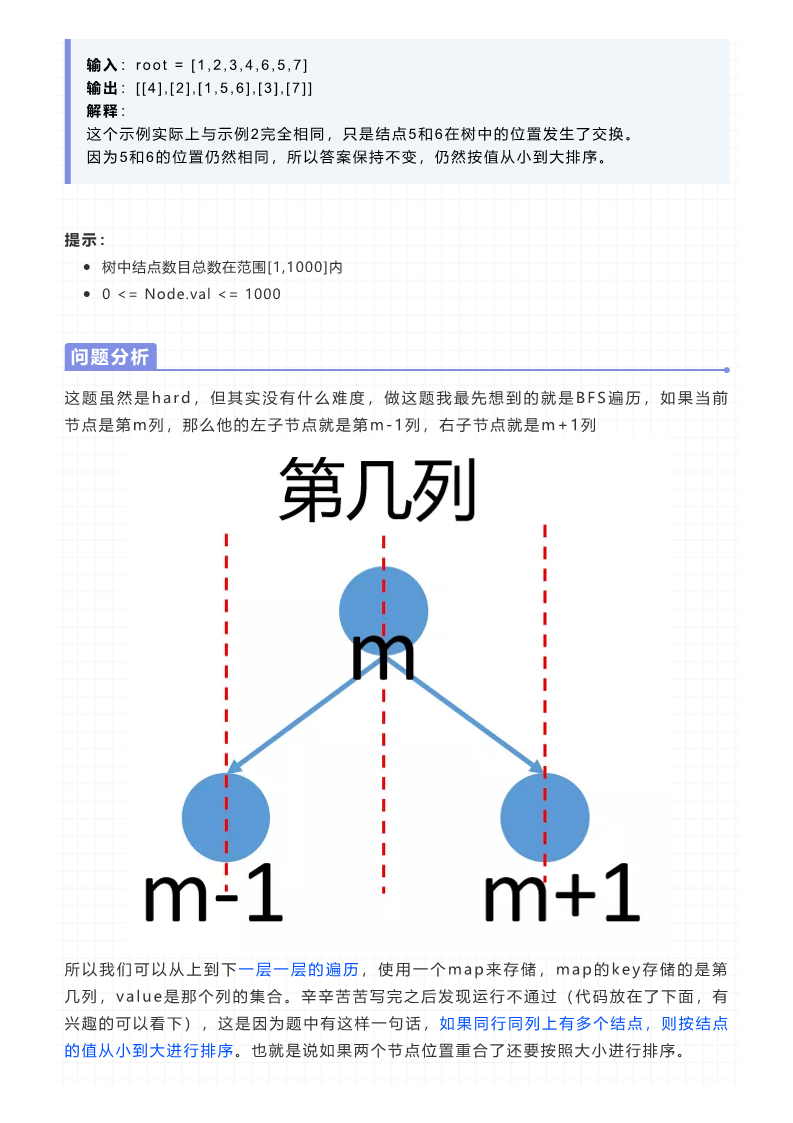 输入：root = [1,2,3,4,6,5,7]
输出：[[4],[2],[1,5,6],[3],[7]]
解释：
这个示例实际上与示例2完全相同，只是结点5和6在树中的位置发生了交换。
因为5和6的位置仍然相同，所以答案保持不变，仍然按值从小到大排序。
提示：
树中结点数目总数在范围[1,1000]内
0 <= Node.val <= 1000
问题分析
这题虽然是hard，但其实没有什么难度，做这题我最先想到的就是BFS遍历，如果当前
节点是第m列，那么他的左子节点就是第m-1列，右子节点就是m+1列
第几列
m
m-1 m+1
所以我们可以从上到下一层一层的遍历，使用一个map来存储，map的key存储的是第
几列，value是那个列的集合。辛辛苦苦写完之后发现运行不通过（代码放在了下面，有
兴趣的可以看下），这是因为题中有这样一句话，如果同行同列上有多个结点，则按结点
的值从小到大进行排序。也就是说如果两个节点位置重合了还要按照大小进行排序。